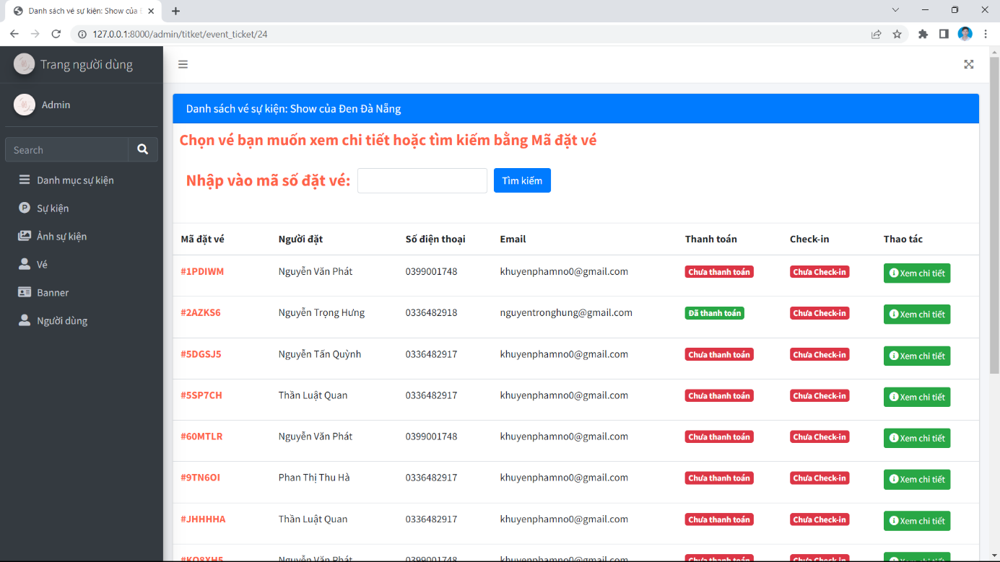 Danh sách vé sự kiện: Show của
127.0.0.1:8000/admin/titket/event_ticket/24
Trang người dùng
Admin
Search
Danh mục sự kiện
Sự kiện
Ảnh sự kiện
Vé
Banner
Người dùng
Danh sách vé sự kiện: Show của Đen Đà Nẵng
Chọn vé bạn muốn xem chi tiết hoặc tìm kiếm bằng Mã đặt vé
Nhập vào mã số đặt vé: Tìm kiếm
Mã đặt vé Người đặt Số điện thoại Email Thanh toán Check-in Thao tác
#1PDIWM Nguyễn Văn Phát 0399001748 khuyenphamno0@gmail.com Chưa thanh toán Chưa Check-in Xem chi tiết
#2AZKS6 Nguyễn Trọng Hưng 0336482918 nguyentronghung@gmail.com Đã thanh toán Chưa Check-in Xem chi tiết
#5DGSJ5 Nguyễn Tấn Quỳnh 0336482917 khuyenphamno0@gmail.com Chưa thanh toán Chưa Check-in Xem chi tiết
#5SP7CH Thần Luật Quan 0336482917 khuyenphamno0@gmail.com Chưa thanh toán Chưa Check-in Xem chi tiết
#60MTLR Nguyễn Văn Phát 0399001748 khuyenphamno0@gmail.com Chưa thanh toán Chưa Check-in Xem chi tiết
#9TN6OI Phan Thị Thu Hà 0336482917 khuyenphamno0@gmail.com Chưa thanh toán Chưa Check-in Xem chi tiết
#JHHHHA Thần Luật Quan 0336482917 khuyenphamno0@gmail.com Chưa thanh toán Chưa Check-in Xem chi tiết
Nguyễn Văn Phát 0399001748 khuyenphamno0@gmail.com Chưa thanh toán Chưa Check-in Xem chi tiết